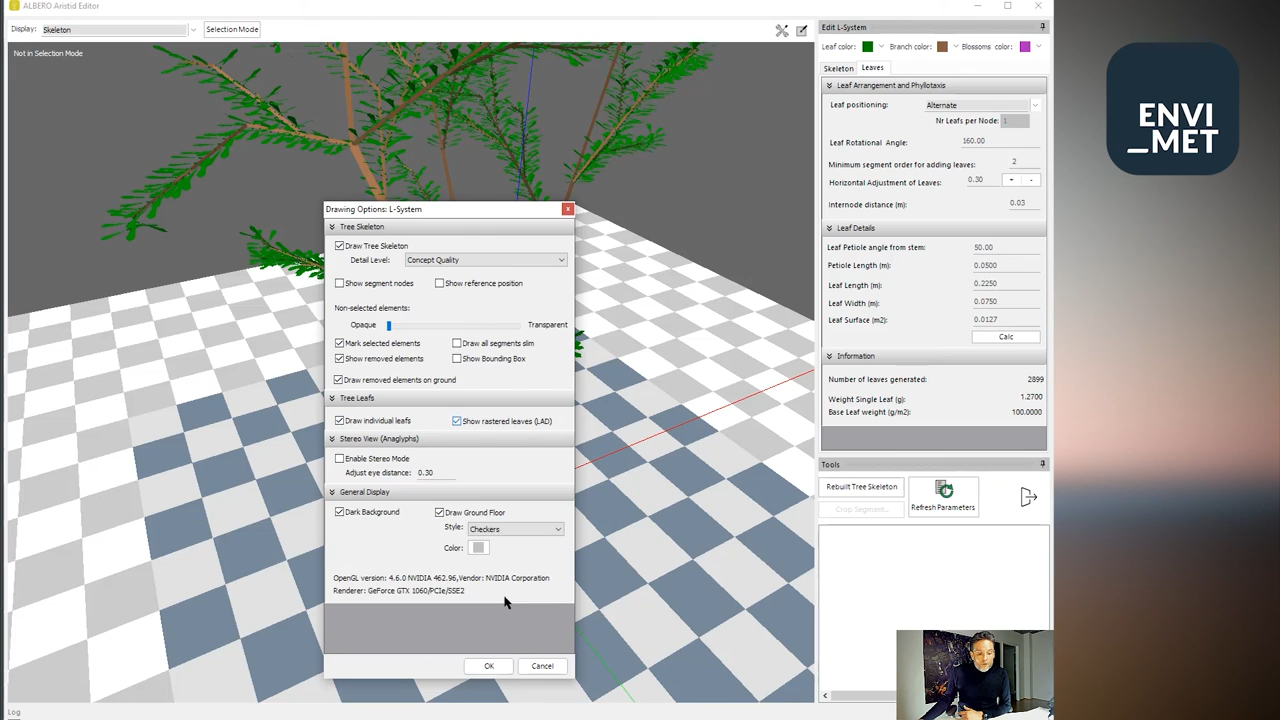 ALBERO Aristid Editor
Display: Skeleton Selection Mode
Not in Selection Mode
Drawing Options: L-System
Tree Skeleton
Draw Tree Skeleton
Detail Level: Concept Quality
Show segment nodes Show reference position
Non-selected elements:
Opaque Transparent
Mark selected elements Draw all segments slim
Show removed elements Show Bounding Box
Draw removed elements on ground
Tree Leafs
Draw individual leafs Show rastered leaves (LAD)
Stereo View (Anaglyphs)
Enable Stereo Mode
Adjust eye distance: 0.30
General Display
Dark Background Draw Ground Floor
Style: Checkers
Color:
OpenGL version: 4.6.0 NVIDIA 462.96,Vendor: NVIDIA Corporation
Renderer: GeForce GTX 1060/PCIe/SSE2
OK Cancel
Edit L-System
Leaf color: Branch color: Blossoms color:
Skeleton Leaves
Leaf Arrangement and Phyllotaxis
Leaf positioning: Alternate
Nr Leafs per Node: 1
Leaf Rotational Angle: 160.00
Minimum segment order for adding leaves: 2
Horizontal Adjustment of Leaves: 0.30 + -
Internode distance (m): 0.03
Leaf Details
Leaf Petiole angle from stem: 50.00
Petiole Length (m): 0.0500
Leaf Length (m): 0.2250
Leaf Width (m): 0.0750
Leaf Surface (m2): 0.0127
Calc
Information
Number of leaves generated: 2899
Weight Single Leaf (g): 1.2700
Base Leaf weight (g/m2): 100.0000
Tools
Rebuilt Tree Skeleton
Crop Segment...
Refresh Parameters
Log
ENVI
_MET